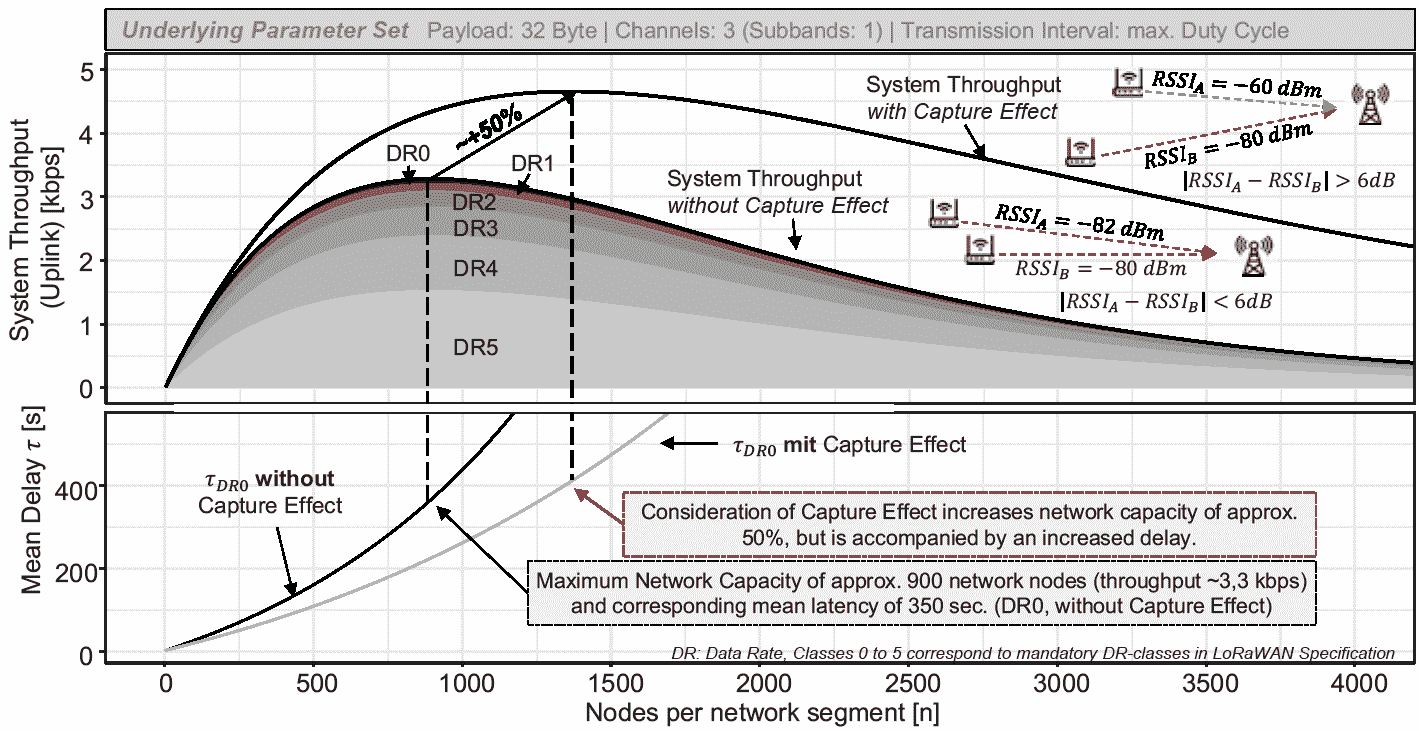 Underlying Parameter Set Payload: 32 Byte | Channels: 3 (Subbands: 1) | Transmission Interval: max. Duty Cycle
System Throughput
(Uplink) [kbps]
5
4
3
2
1
0
~+50%
DR0
DR1
DR2
DR3
DR4
DR5
System Throughput
with Capture Effect
System Throughput
without Capture Effect
RSSI_A = −60 dBm
RSSI_B = −80 dBm
|RSSI_A − RSSI_B| > 6dB
RSSI_A = −82 dBm
RSSI_B = −80 dBm
|RSSI_A − RSSI_B| < 6dB
Mean Delay τ [s]
400
200
0
τ_DR0 without
Capture Effect
τ_DR0 mit Capture Effect
Consideration of Capture Effect increases network capacity of approx.
50%, but is accompanied by an increased delay.
Maximum Network Capacity of approx. 900 network nodes (throughput ~3,3 kbps)
and corresponding mean latency of 350 sec. (DR0, without Capture Effect)
DR: Data Rate, Classes 0 to 5 correspond to mandatory DR-classes in LoRaWAN Specification
0 500 1000 1500 2000 2500 3000 3500 4000
Nodes per network segment [n]